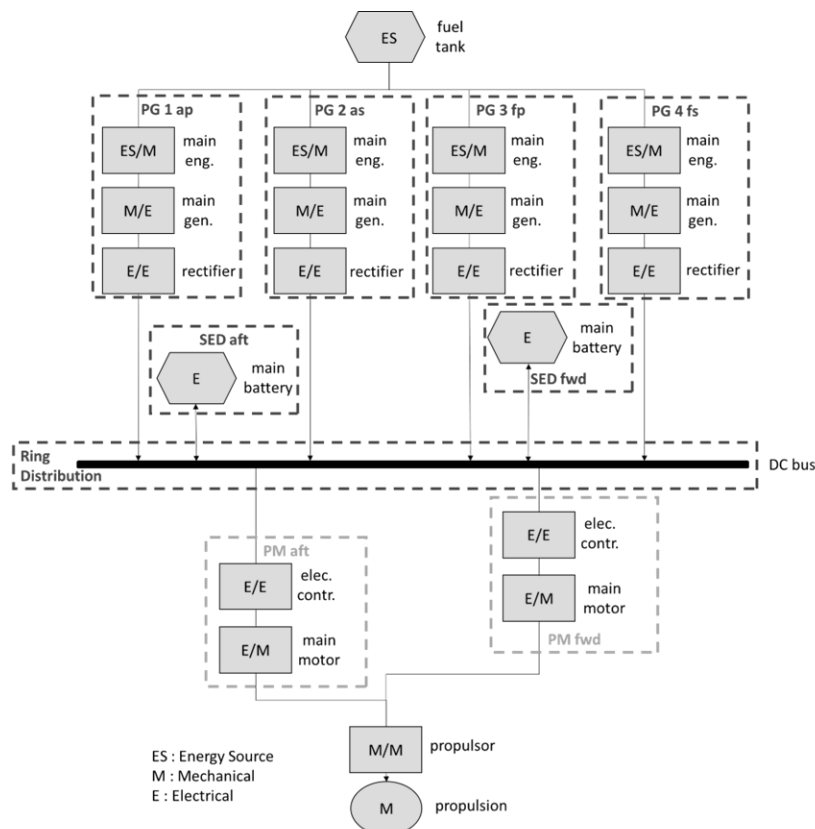 ES
fuel
tank
PG 1 ap
PG 2 as
PG 3 fp
PG 4 fs
ES/M
main
eng.
ES/M
main
eng.
ES/M
main
eng.
ES/M
main
eng.
M/E
main
gen.
M/E
main
gen.
M/E
main
gen.
M/E
main
gen.
E/E
rectifier
E/E
rectifier
E/E
rectifier
E/E
rectifier
SED aft
E
main
battery
E
main
battery
SED fwd
Ring
Distribution
DC bus
E/E
elec.
contr.
E/M
main
motor
PM fwd
PM aft
E/E
elec.
contr.
E/M
main
motor
M/M
propulsor
M
propulsion
ES : Energy Source
M : Mechanical
E : Electrical